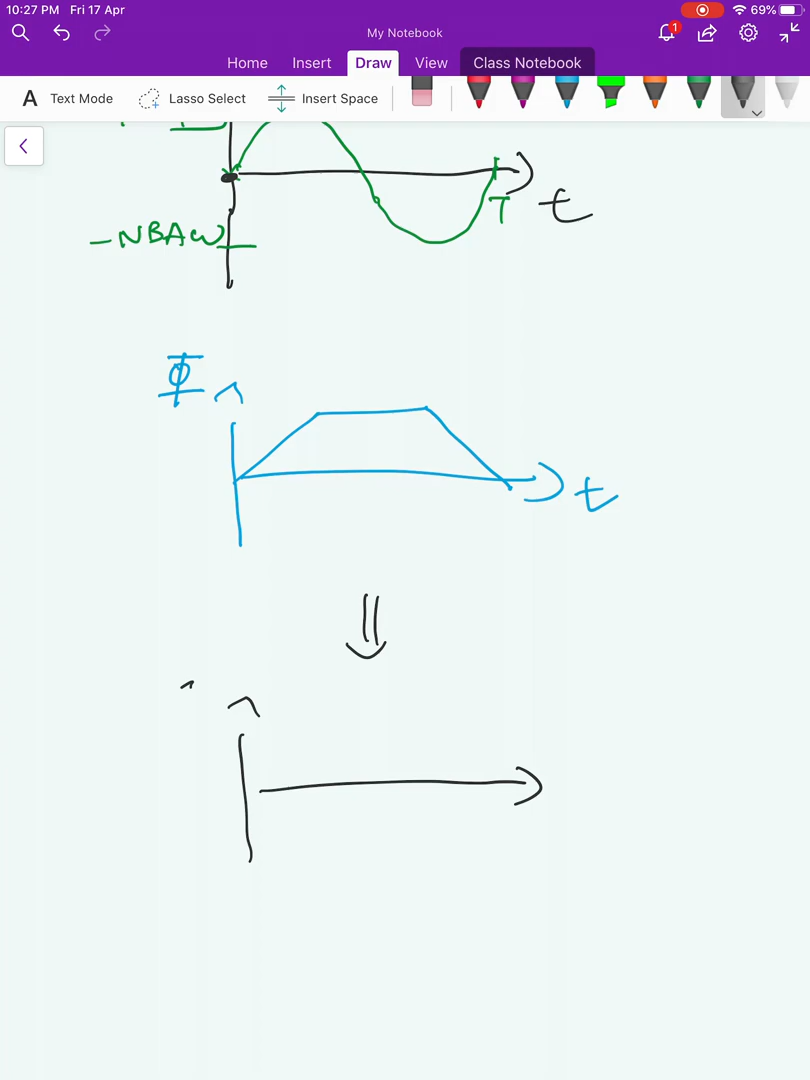 10:27 PM Fri 17 Apr
69%
My Notebook
1
Home Insert Draw View Class Notebook
A Text Mode Lasso Select Insert Space
T t
-NBAω
Φ
t